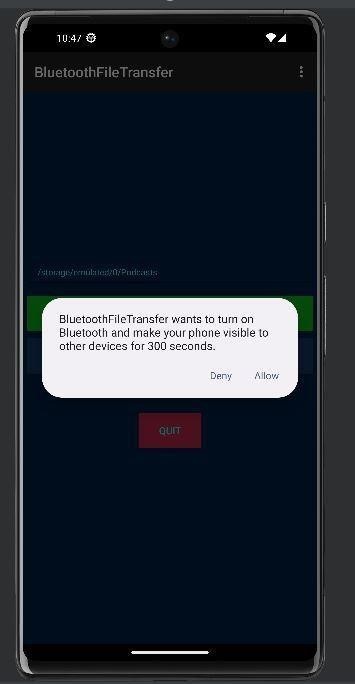 10:47
BluetoothFileTransfer
/storage/emulated/0/Podcasts
BluetoothFileTransfer wants to turn on
Bluetooth and make your phone visible to
other devices for 300 seconds.
Deny
Allow
QUIT